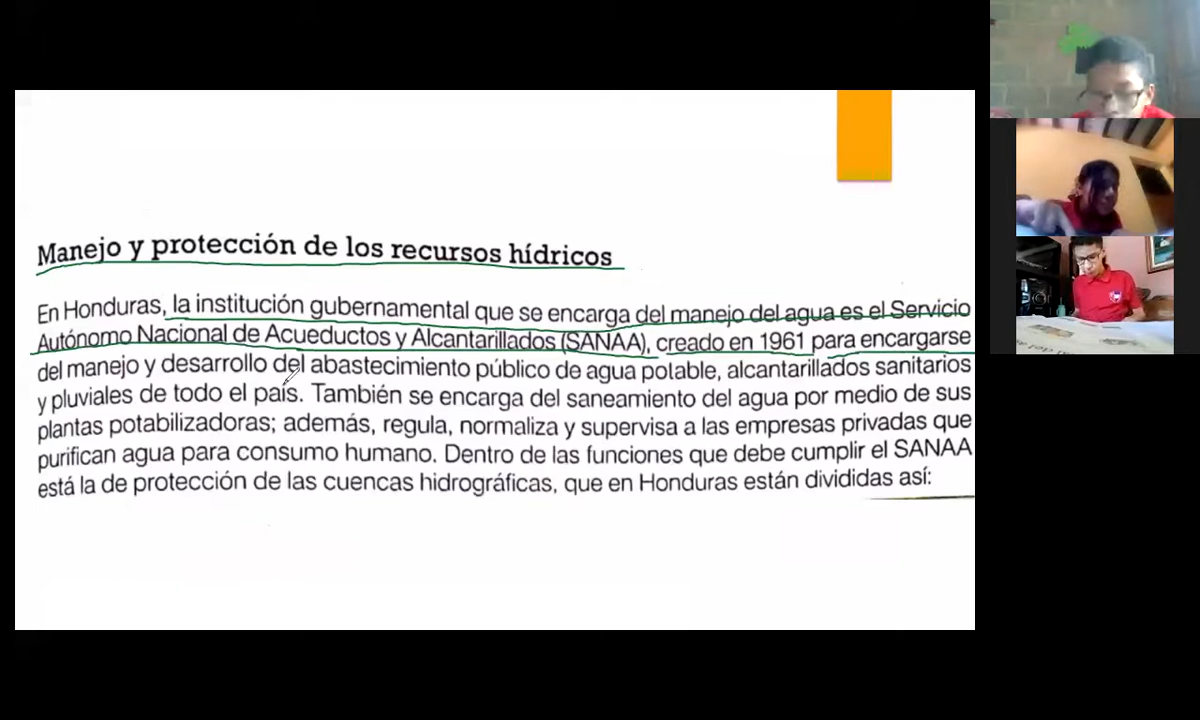 Manejo y protección de los recursos hídricos
En Honduras, la institución gubernamental que se encarga del manejo del agua es el Servicio
Autónomo Nacional de Acueductos y Alcantarillados (SANAA), creado en 1961 para encargarse
del manejo y desarrollo del abastecimiento público de agua potable, alcantarillados sanitarios
y pluviales de todo el país. También se encarga del saneamiento del agua por medio de sus
plantas potabilizadoras; además, regula, normaliza y supervisa a las empresas privadas que
purifican agua para consumo humano. Dentro de las funciones que debe cumplir el SANAA
está la de protección de las cuencas hidrográficas, que en Honduras están divididas así: